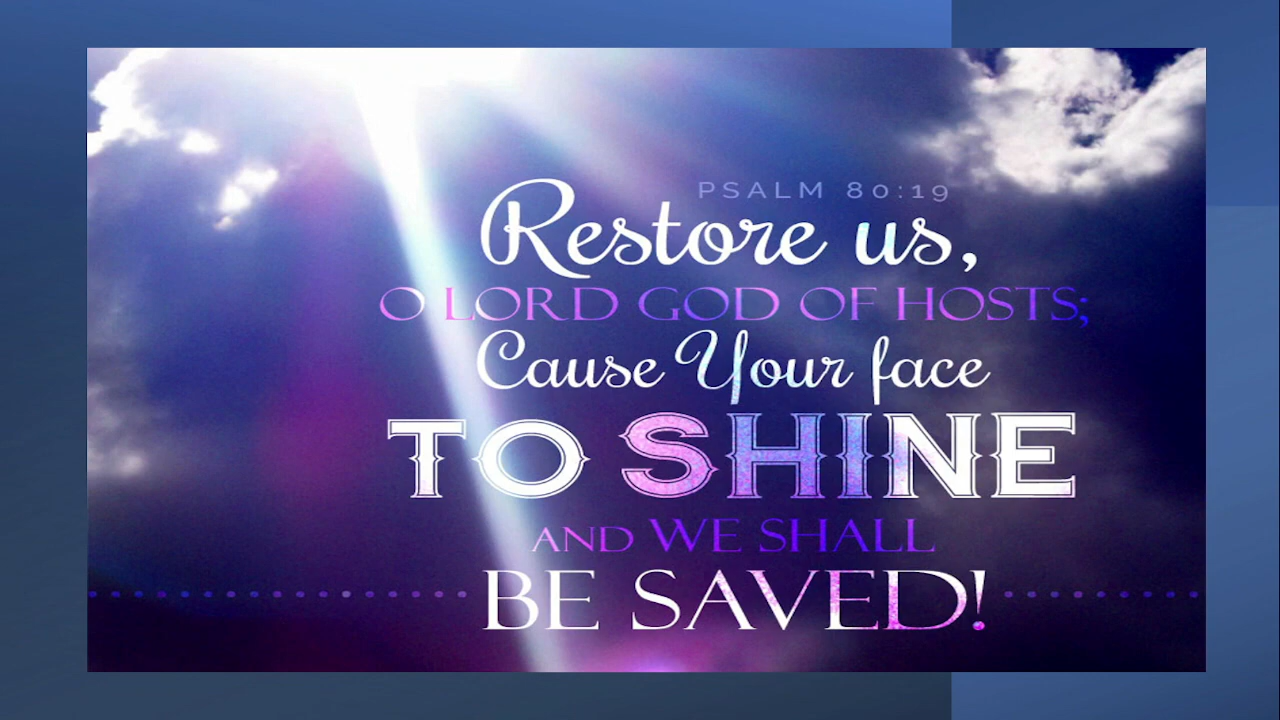 PSALM 80:19
Restore us,
O LORD GOD OF HOSTS;
Cause Your face
TO SHINE
AND WE SHALL
BE SAVED!